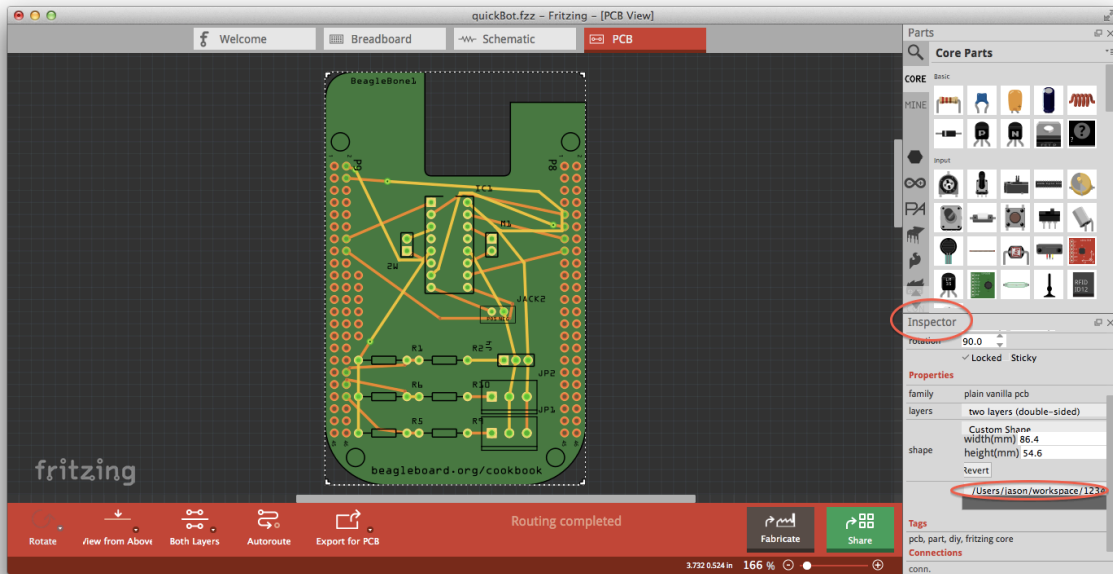 quickBot.fzz – Fritzing – [PCB View]
Welcome
Breadboard
Schematic
PCB
Parts
Core Parts
CORE
Basic
MINE
Input
BeagleBone1
P9
P8
IC1
M1
M2
JACK2
R1
R2
JP2
R6
R10
JP1
R5
R9
beagleboard.org/cookbook
fritzing
Inspector
rotation
90.0
Locked Sticky
Properties
family plain vanilla pcb
layers two layers (double-sided)
Custom Shape
shape
width(mm) 86.4
height(mm) 54.6
Revert
/Users/jason/workspace/123
Tags
pcb, part, diy, fritzing core
Connections
conn.
Rotate
View from Above
Both Layers
Autoroute
Export for PCB
Routing completed
Fabricate
Share
3.732 0.524 in 166 %